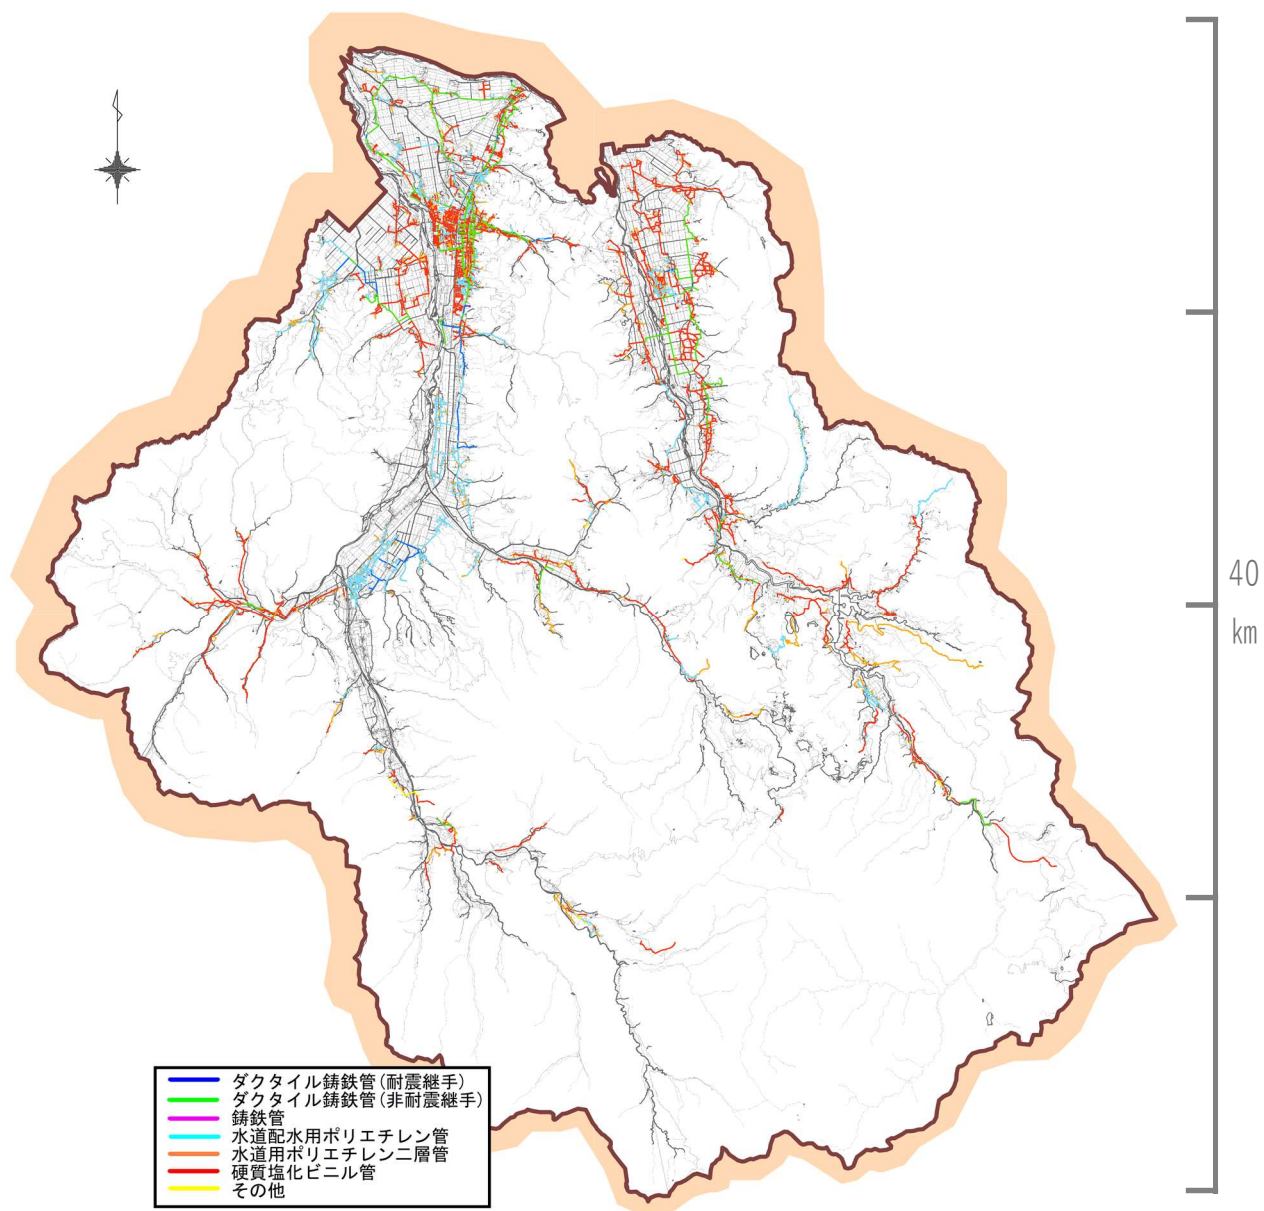 40
km
ダクタイル鋳鉄管(耐震継手)
ダクタイル鋳鉄管(非耐震継手)
鋳鉄管
水道配水用ポリエチレン管
水道用ポリエチレン二層管
硬質塩化ビニル管
その他